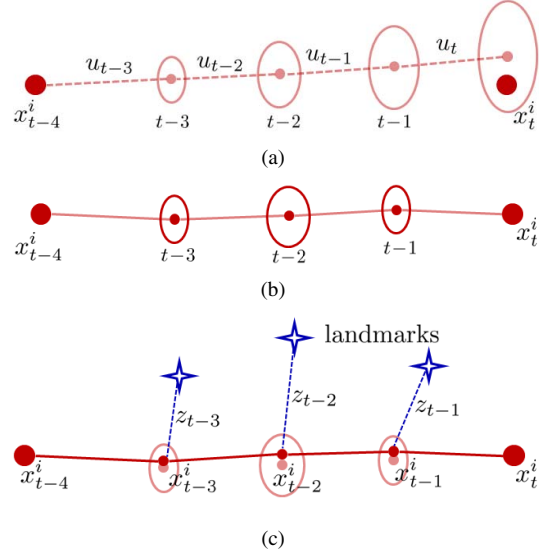 u_{t-3} u_{t-2} u_{t-1} u_t
x^i_{t-4} t-3 t-2 t-1 x^i_t
(a)
x^i_{t-4} t-3 t-2 t-1 x^i_t
(b)
landmarks
z_{t-3} z_{t-2} z_{t-1}
x^i_{t-4} x^i_{t-3} x^i_{t-2} x^i_{t-1} x^i_t
(c)